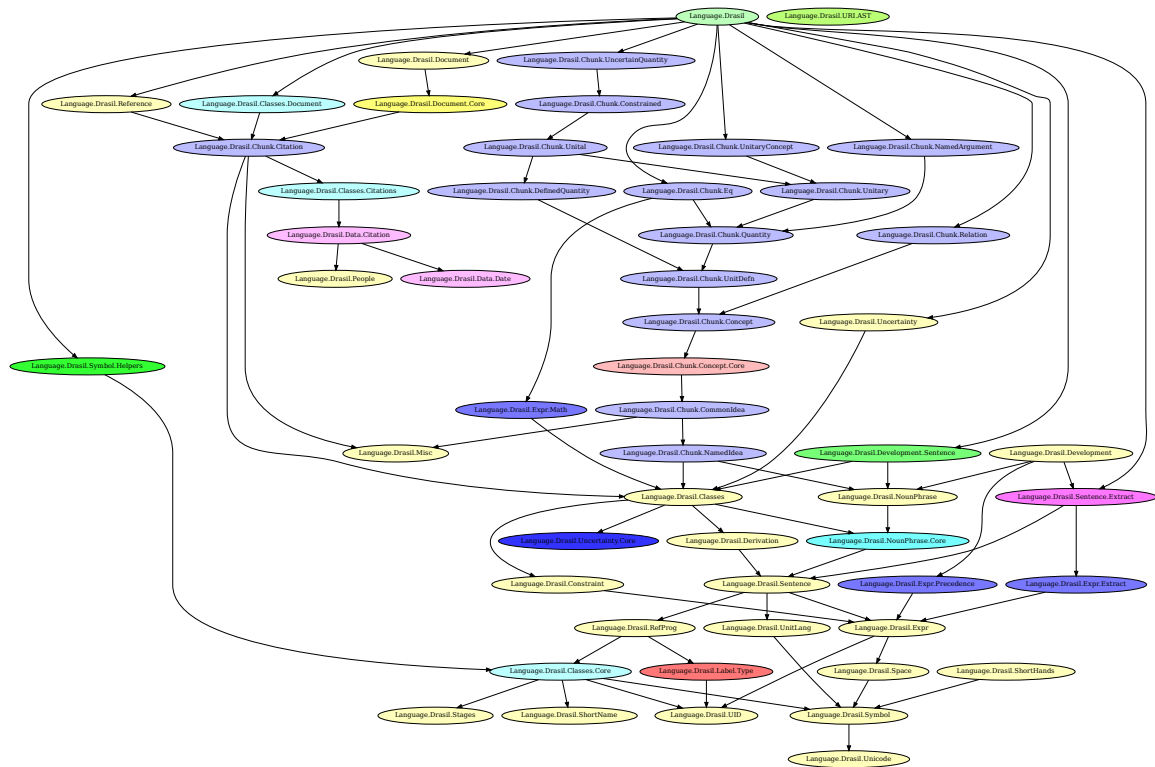 Language.Drasil
Language.Drasil.URI.AST
Language.Drasil.Document
Language.Drasil.Chunk.UncertainQuantity
Language.Drasil.Reference
Language.Drasil.Classes.Document
Language.Drasil.Document.Core
Language.Drasil.Chunk.Constrained
Language.Drasil.Chunk.Citation
Language.Drasil.Chunk.Unital
Language.Drasil.Chunk.UnitaryConcept
Language.Drasil.Chunk.NamedArgument
Language.Drasil.Classes.Citations
Language.Drasil.Chunk.DefinedQuantity
Language.Drasil.Chunk.Eq
Language.Drasil.Chunk.Unitary
Language.Drasil.Data.Citation
Language.Drasil.Chunk.Quantity
Language.Drasil.Chunk.Relation
Language.Drasil.People
Language.Drasil.Data.Date
Language.Drasil.Chunk.UnitDefn
Language.Drasil.Chunk.Concept
Language.Drasil.Uncertainty
Language.Drasil.Symbol.Helpers
Language.Drasil.Chunk.Concept.Core
Language.Drasil.Expr.Math
Language.Drasil.Chunk.CommonIdea
Language.Drasil.Misc
Language.Drasil.Chunk.NamedIdea
Language.Drasil.Development.Sentence
Language.Drasil.Development
Language.Drasil.Classes
Language.Drasil.NounPhrase
Language.Drasil.Sentence.Extract
Language.Drasil.Uncertainty.Core
Language.Drasil.Derivation
Language.Drasil.NounPhrase.Core
Language.Drasil.Constraint
Language.Drasil.Sentence
Language.Drasil.Expr.Precedence
Language.Drasil.Expr.Extract
Language.Drasil.RefProg
Language.Drasil.UnitLang
Language.Drasil.Expr
Language.Drasil.Classes.Core
Language.Drasil.Label.Type
Language.Drasil.Space
Language.Drasil.ShortHands
Language.Drasil.Stages
Language.Drasil.ShortName
Language.Drasil.UID
Language.Drasil.Symbol
Language.Drasil.Unicode